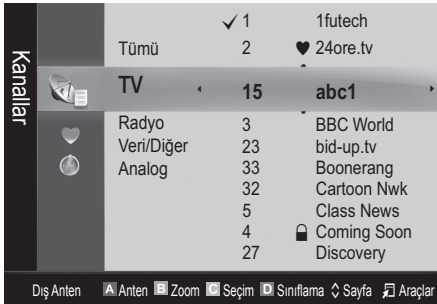 Kanallar
✓ 1 1futech
Tümü 2 ♥ 24ore.tv
TV 15 abc1
Radyo 3 BBC World
Veri/Diğer 23 bid-up.tv
Analog 33 Boonerang
32 Cartoon Nwk
5 Class News
4 Coming Soon
27 Discovery
Dış Anten A Anten B Zoom C Seçim D Sınıflama Sayfa Araçlar